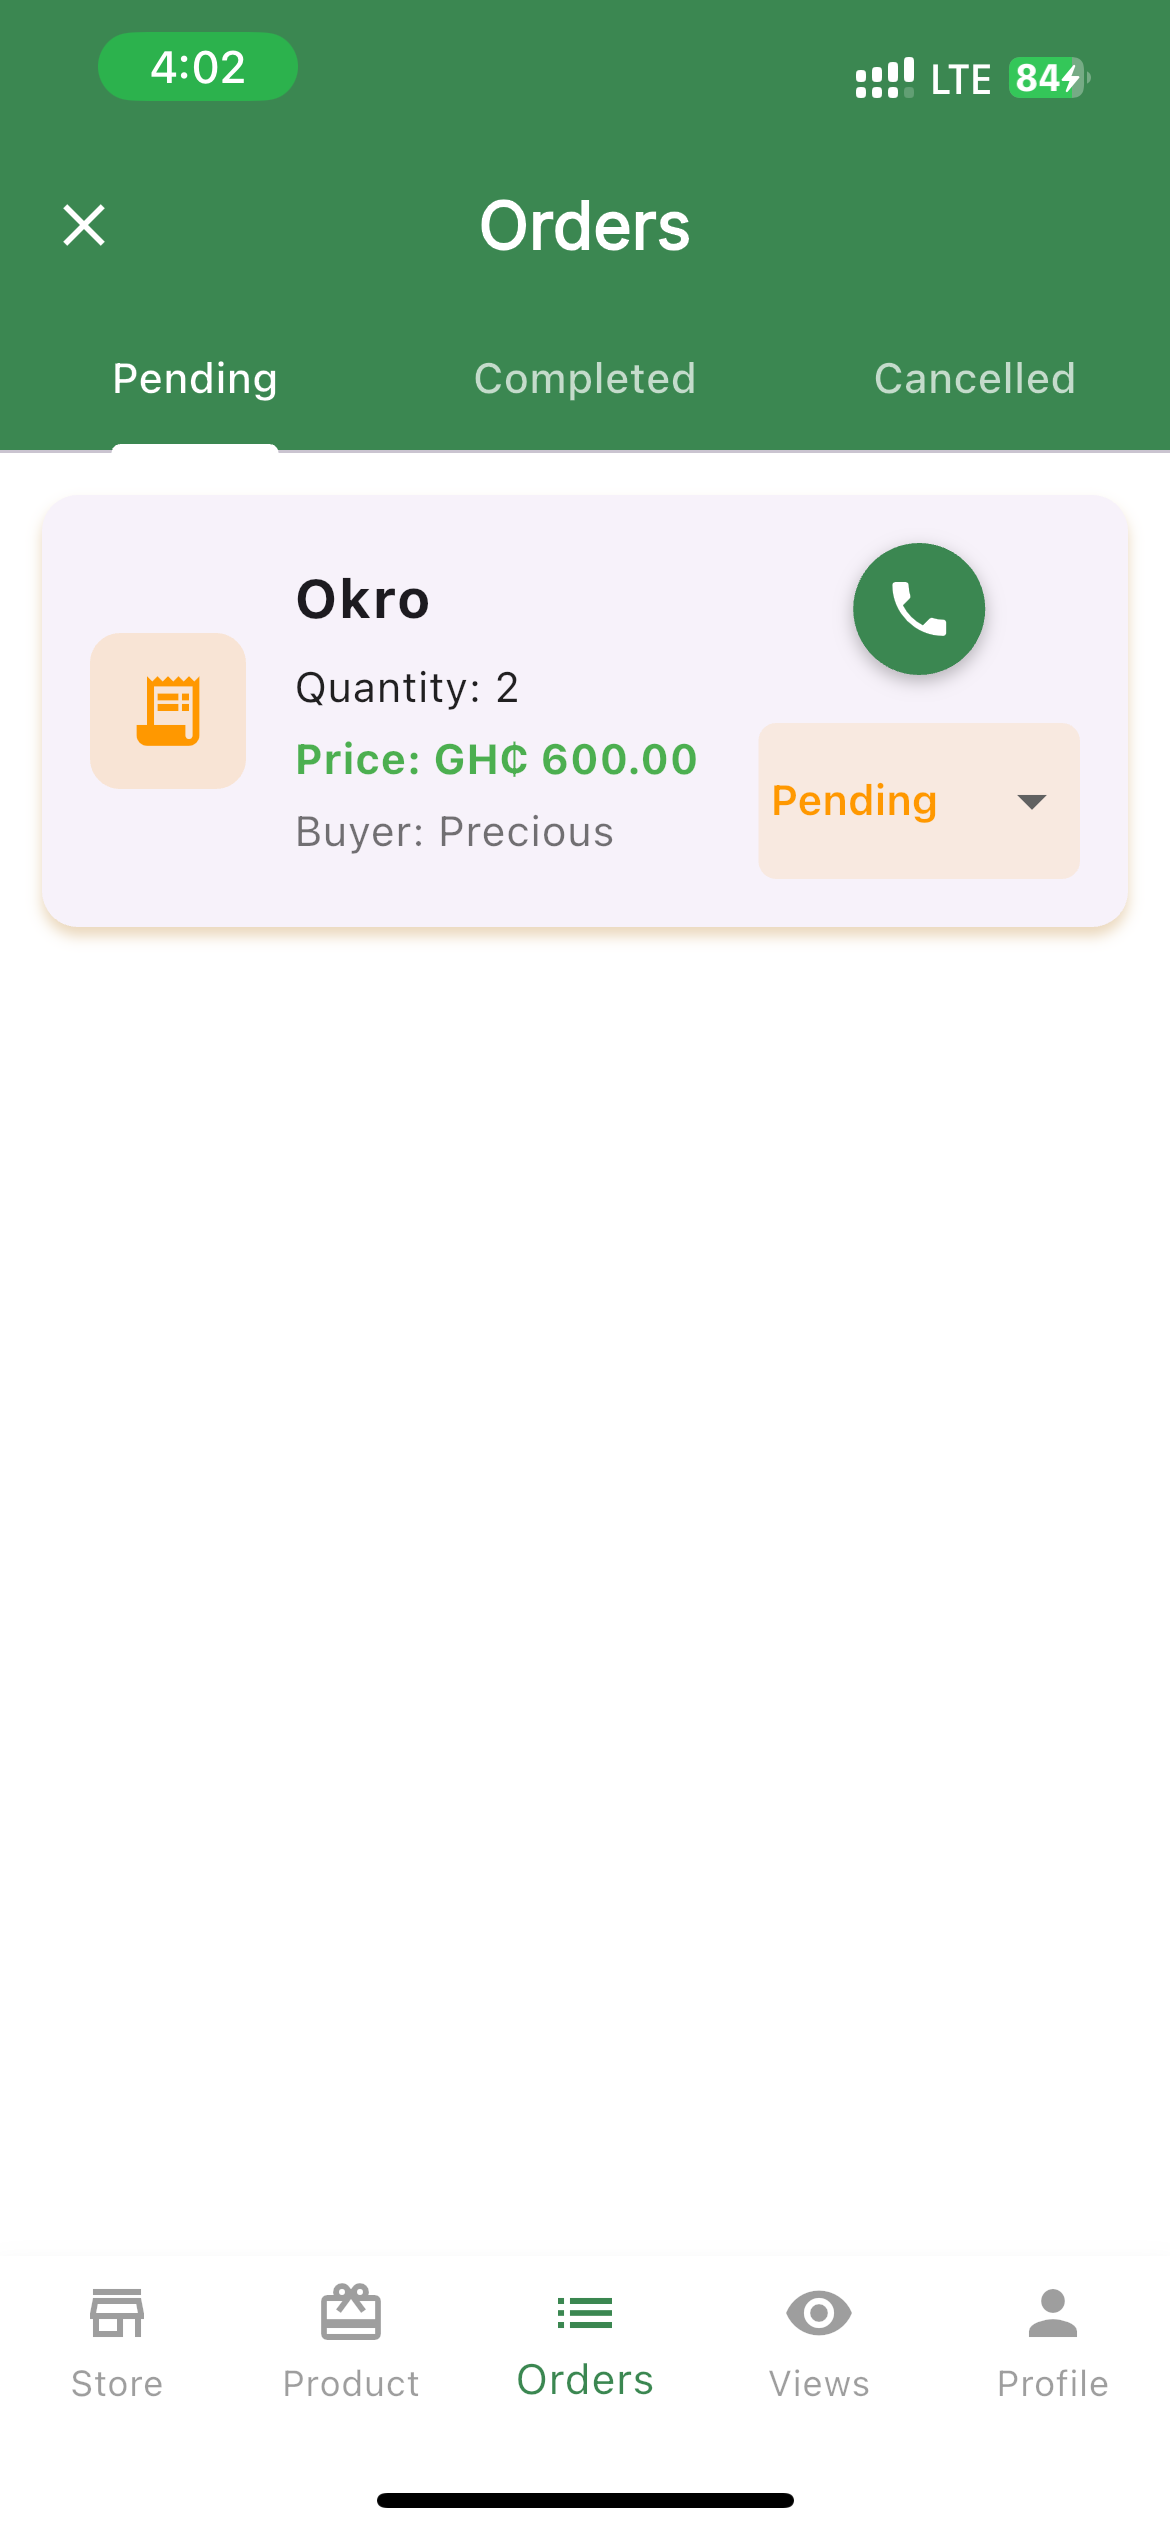 4:02
LTE 84
Orders
Pending Completed Cancelled
Okro
Quantity: 2
Price: GH₵ 600.00
Buyer: Precious
Pending
Store Product Orders Views Profile